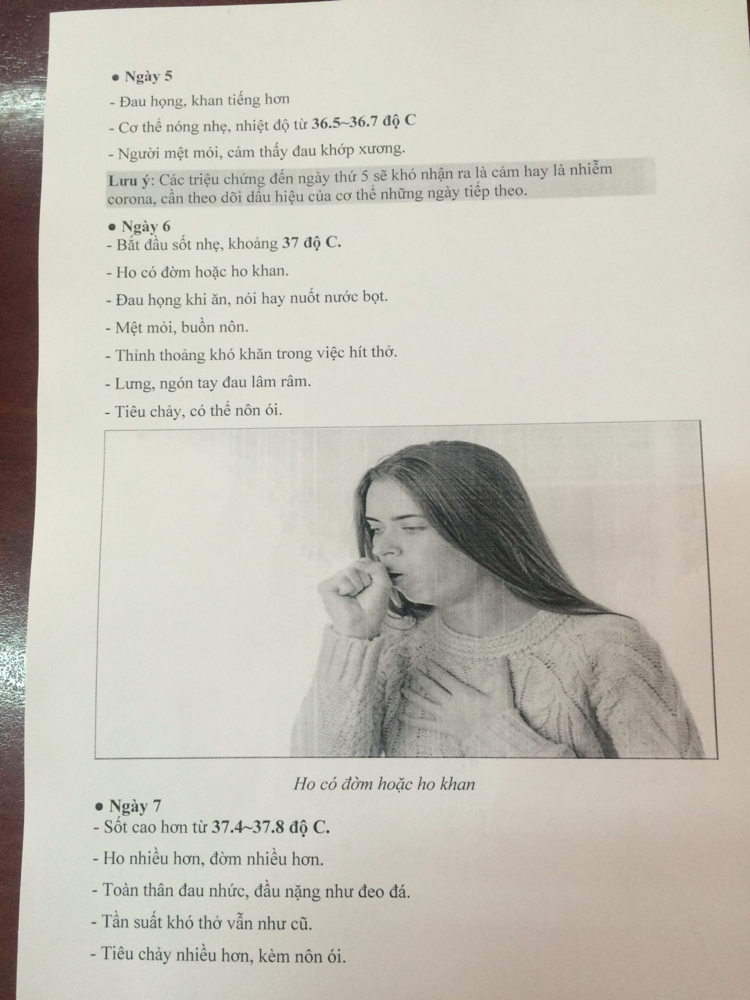 ● Ngày 5
- Đau họng, khan tiếng hơn
- Cơ thể nóng nhẹ, nhiệt độ từ 36.5~36.7 độ C
- Người mệt mỏi, cảm thấy đau khớp xương.
Lưu ý: Các triệu chứng đến ngày thứ 5 sẽ khó nhận ra là cảm hay là nhiễm
corona, cần theo dõi dấu hiệu của cơ thể những ngày tiếp theo.
● Ngày 6
- Bắt đầu sốt nhẹ, khoảng 37 độ C.
- Ho có đờm hoặc ho khan.
- Đau họng khi ăn, nói hay nuốt nước bọt.
- Mệt mỏi, buồn nôn.
- Thỉnh thoảng khó khăn trong việc hít thở.
- Lưng, ngón tay đau lâm râm.
- Tiêu chảy, có thể nôn ói.
Ho có đờm hoặc ho khan
● Ngày 7
- Sốt cao hơn từ 37.4~37.8 độ C.
- Ho nhiều hơn, đờm nhiều hơn.
- Toàn thân đau nhức, đầu nặng như đeo đá.
- Tần suất khó thở vẫn như cũ.
- Tiêu chảy nhiều hơn, kèm nôn ói.